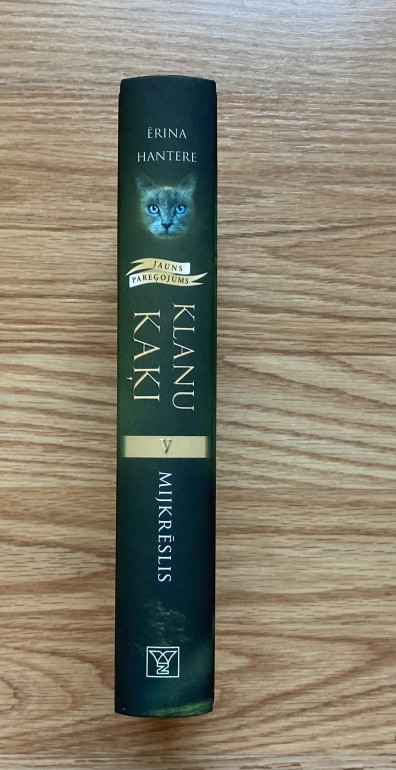 ĒRINA
HANTERE
JAUNS
PAREĢOJUMS
KLANU
KAĶI
V
MIJKRĒSLIS